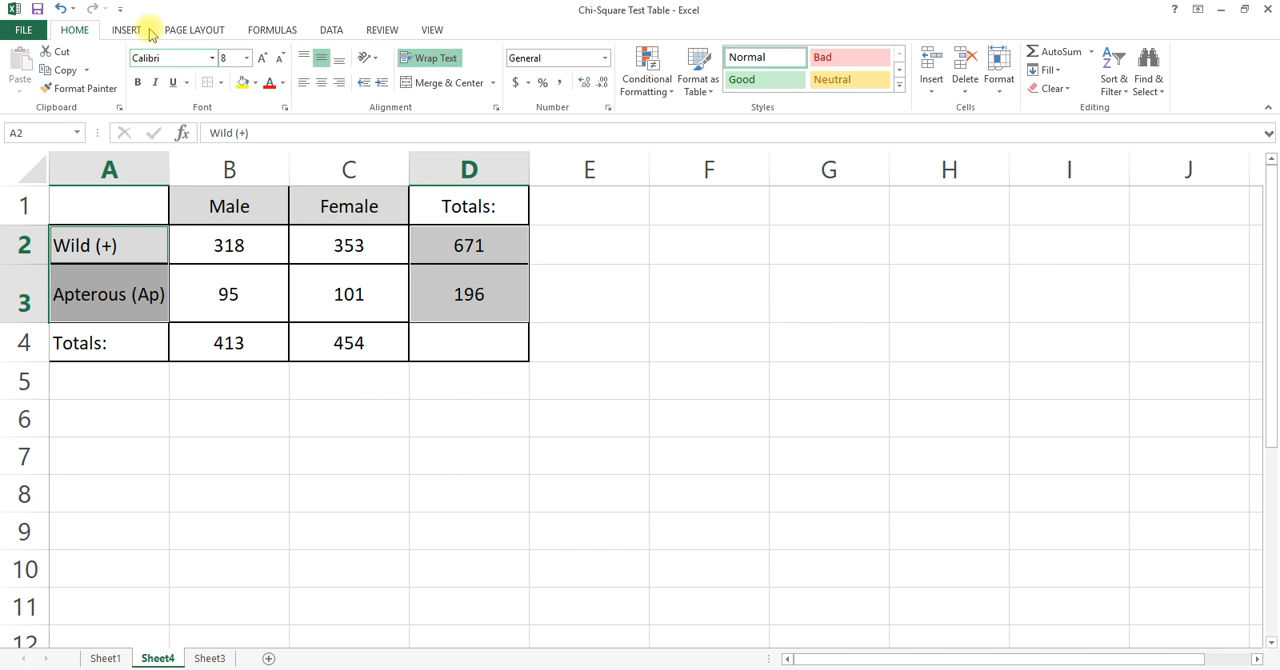 Chi-Square Test Table - Excel
?
FILE HOME INSERT PAGE LAYOUT FORMULAS DATA REVIEW VIEW
Paste
Cut
Copy
Format Painter
Clipboard
Calibri 8
B I U
Font
Wrap Text
Merge & Center
Alignment
General
$ % ,
Number
Conditional Formatting
Format as Table
Normal Bad
Good Neutral
Styles
Insert Delete Format
Cells
AutoSum
Fill
Clear
Sort & Filter
Find & Select
Editing
A2 fx Wild (+)
A B C D E F G H I J
1 Male Female Totals:
2 Wild (+) 318 353 671
3 Apterous (Ap) 95 101 196
4 Totals: 413 454
5
6
7
8
9
10
11
12
Sheet1 Sheet4 Sheet3